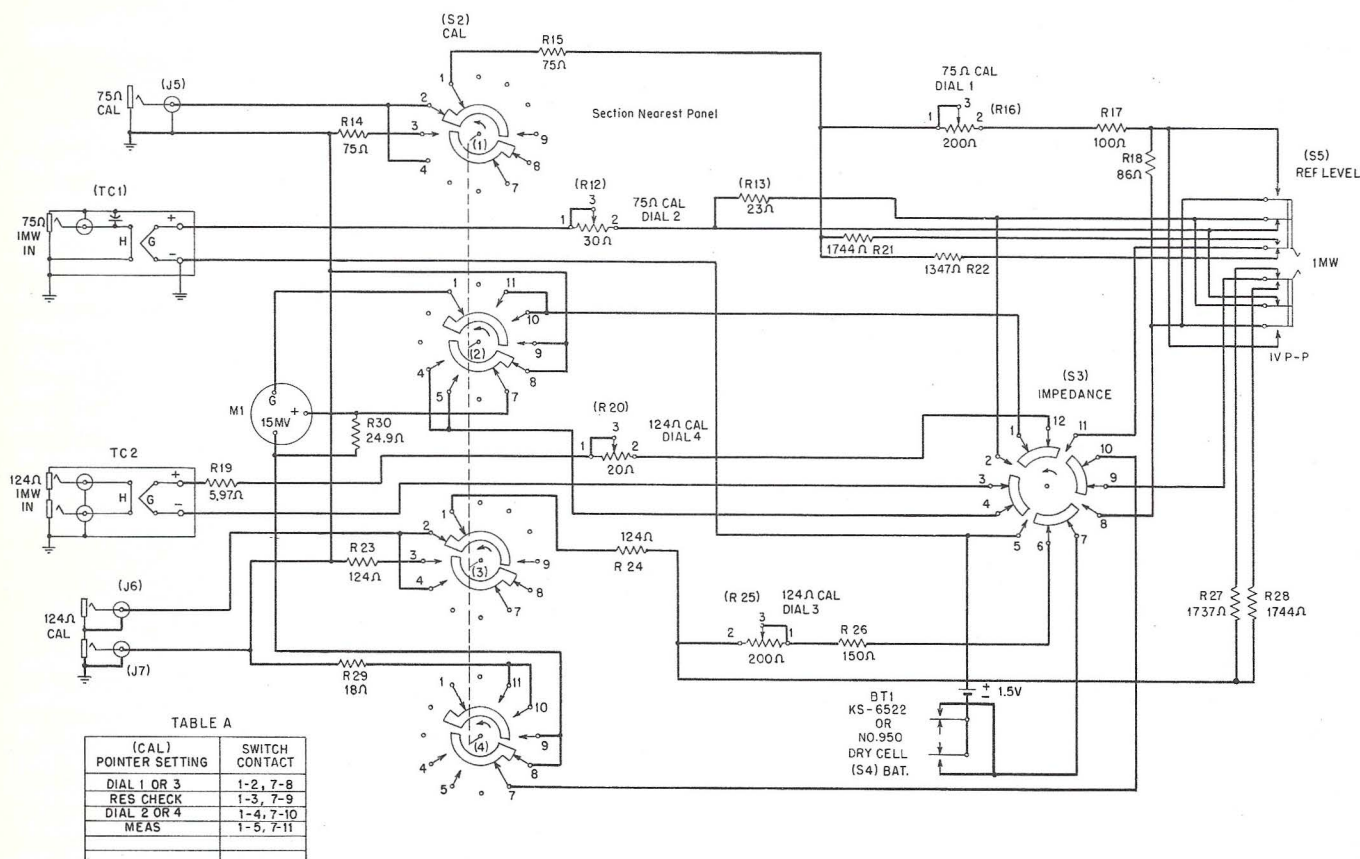 (S2)
CAL
R15
75Ω
1
2
3
4
7
8
9
(1)
(J5)
75Ω
CAL
R14
75Ω
Section Nearest Panel
75Ω CAL
DIAL 1
1
3
2
(R16)
200Ω
R17
100Ω
R18
86Ω
(S5)
REF LEVEL
1MW
1V P-P
(TC1)
75Ω
1MW
IN
H
G
+
-
(R12)
1
3
2
30Ω
75Ω CAL
DIAL 2
(R13)
23Ω
1744Ω R21
1347Ω R22
1
11
10
9
8
7
5
4
(2)
M1
G
+
15MV
R30
24.9Ω
(R20)
1
3
2
20Ω
124Ω CAL
DIAL 4
(S3)
IMPEDANCE
1
12
11
10
9
8
7
6
5
4
3
2
TC2
124Ω
1MW
IN
H
G
+
-
R19
5.97Ω
1
2
3
4
7
8
9
(3)
R23
124Ω
124Ω
R24
(R25)
124Ω CAL
DIAL 3
2
3
1
200Ω
R26
150Ω
R27
1737Ω
R28
1744Ω
(J6)
124Ω
CAL
(J7)
R29
18Ω
1
11
10
9
8
7
5
4
(4)
+
-
1.5V
BT1
KS-6522
OR
NO.950
DRY CELL
(S4) BAT.
TABLE A
(CAL) POINTER SETTING SWITCH CONTACT
DIAL 1 OR 3 1-2, 7-8
RES CHECK 1-3, 7-9
DIAL 2 OR 4 1-4, 7-10
MEAS 1-5, 7-11